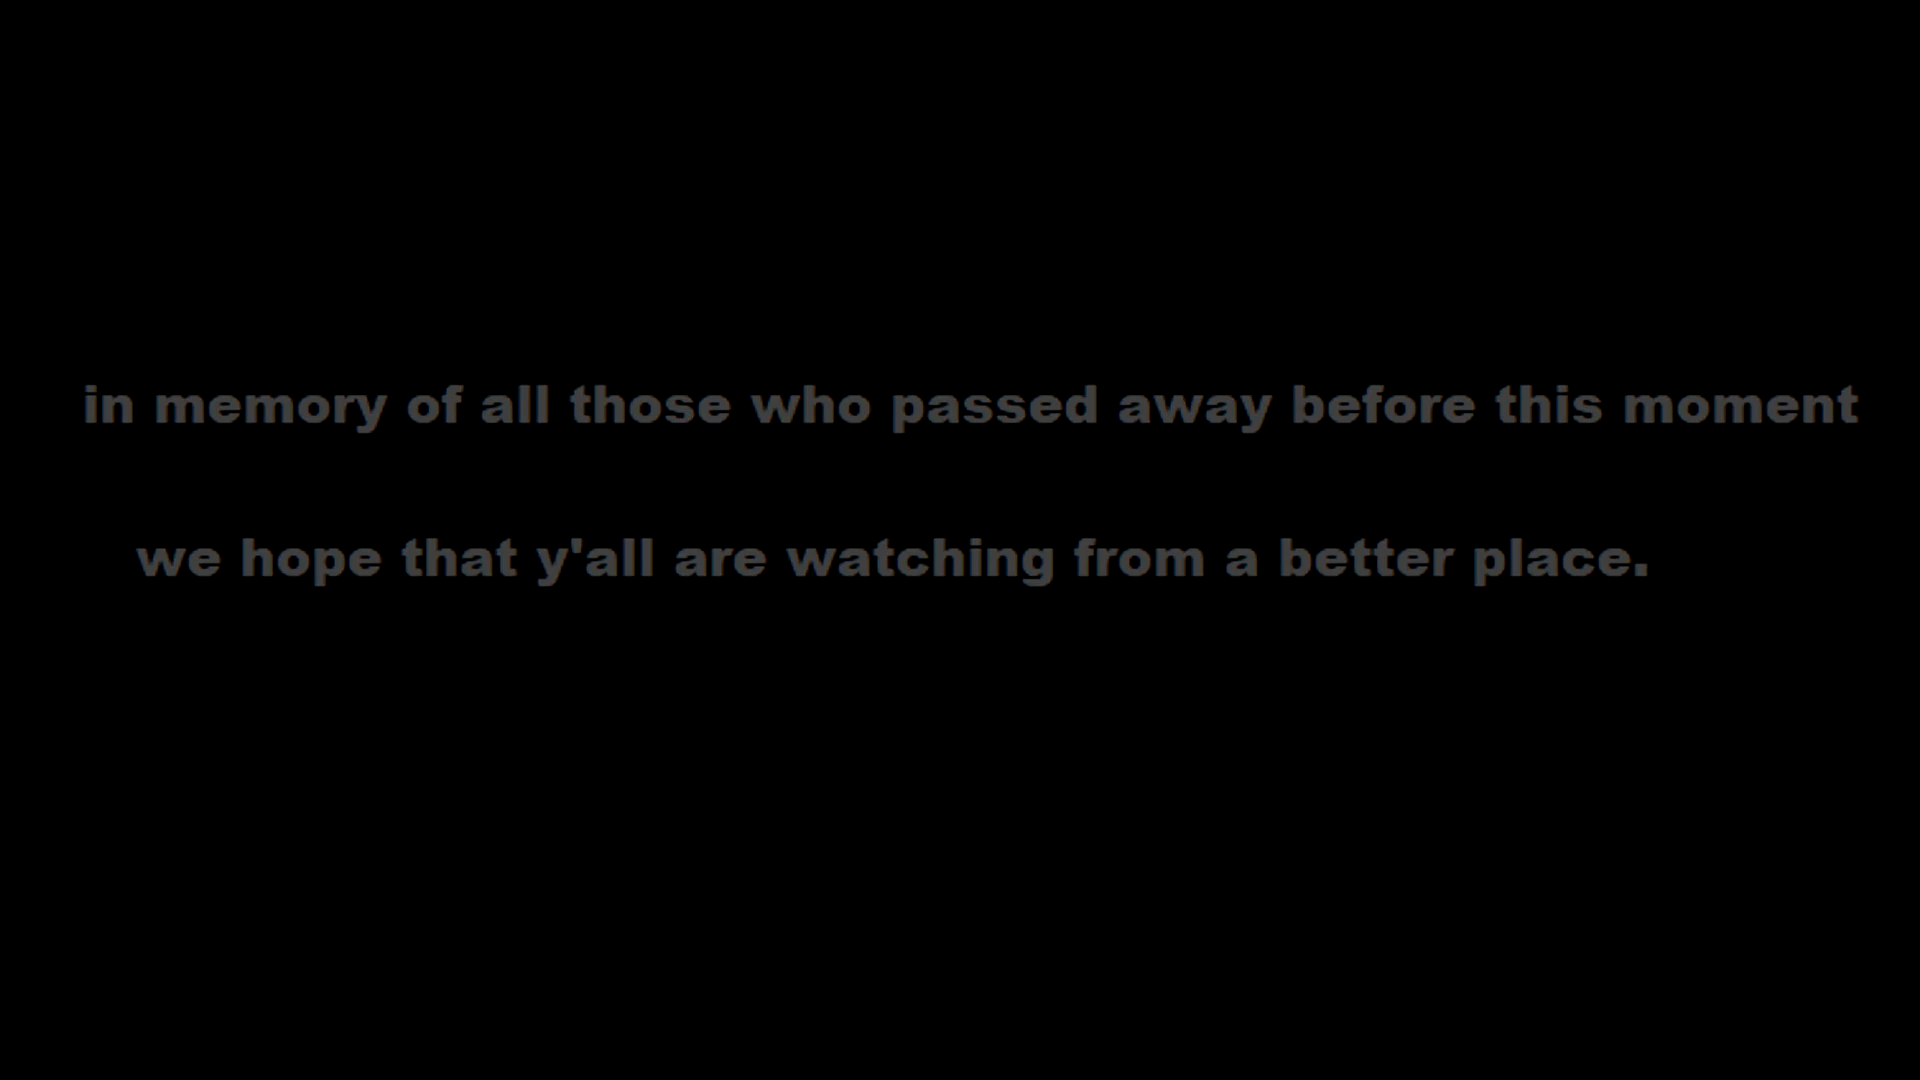 in memory of all those who passed away before this moment
we hope that y'all are watching from a better place.